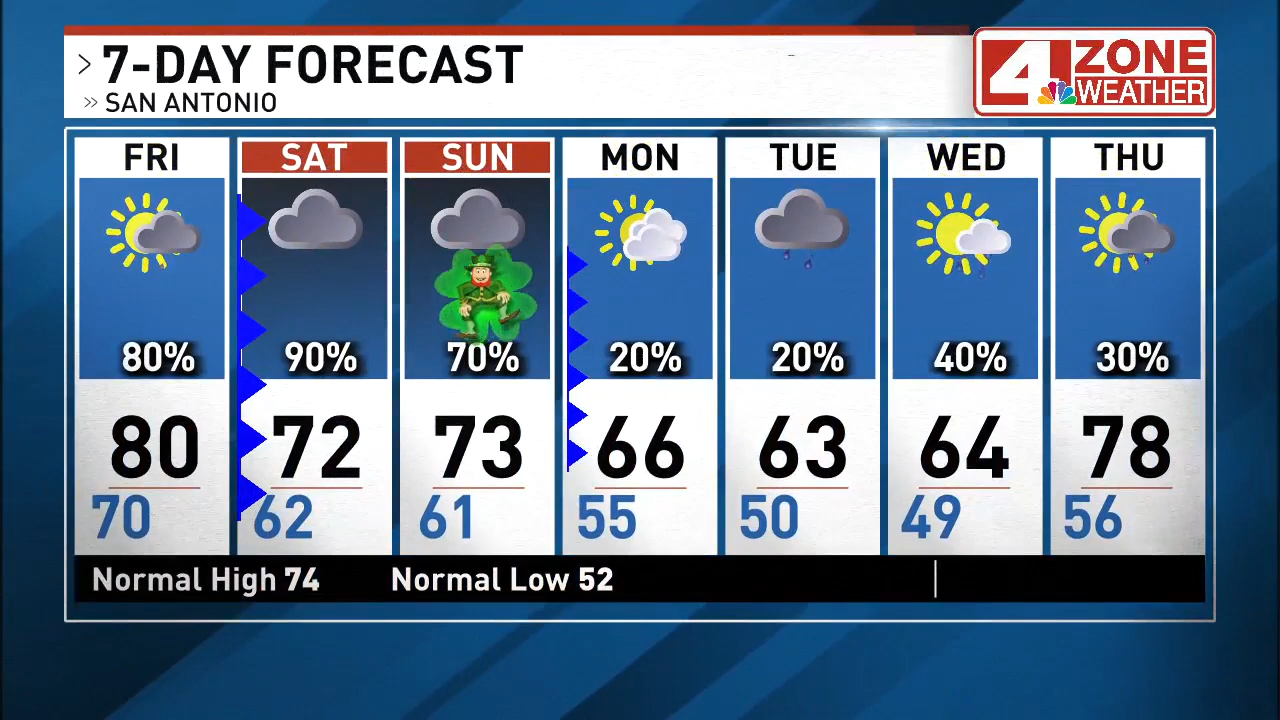 7-DAY FORECAST
SAN ANTONIO
4 ZONE
WEATHER
FRI SAT SUN MON TUE WED THU
80% 90% 70% 20% 20% 40% 30%
80 72 73 66 63 64 78
70 62 61 55 50 49 56
Normal High 74 Normal Low 52